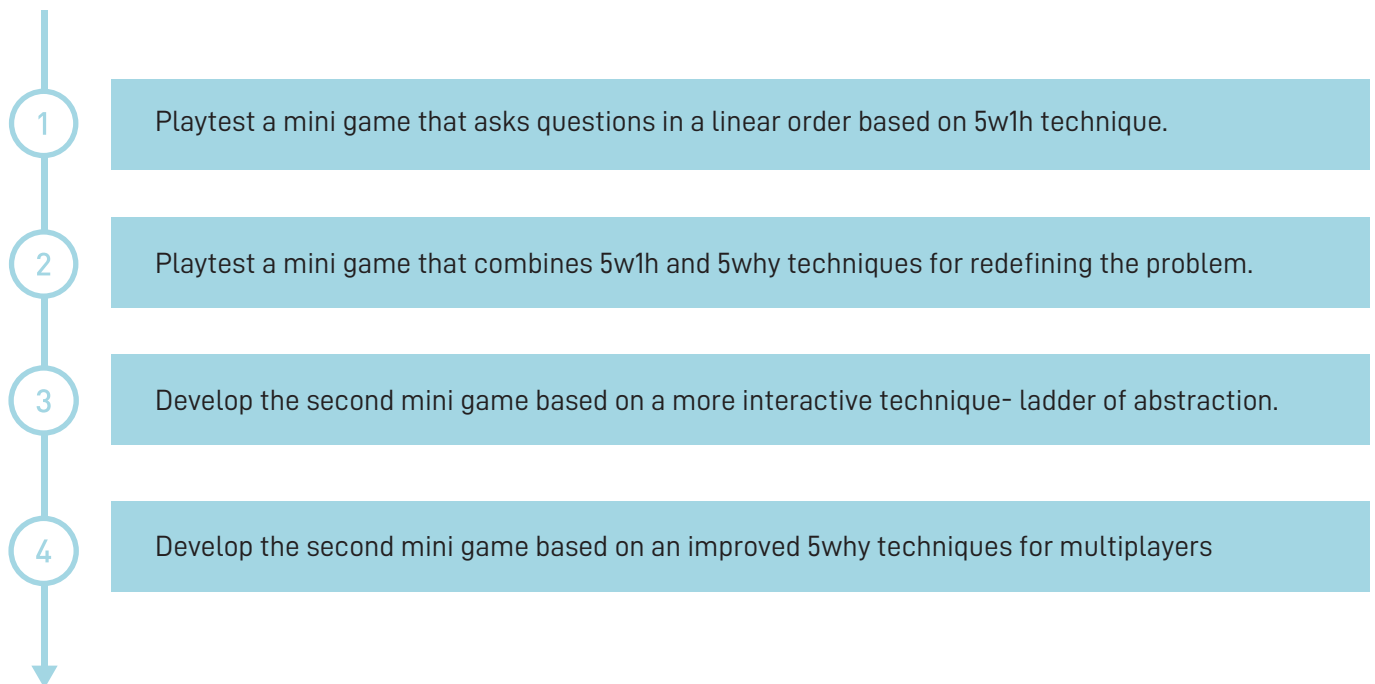 1
Playtest a mini game that asks questions in a linear order based on 5w1h technique.
2
Playtest a mini game that combines 5w1h and 5why techniques for redefining the problem.
3
Develop the second mini game based on a more interactive technique- ladder of abstraction.
4
Develop the second mini game based on an improved 5why techniques for multiplayers